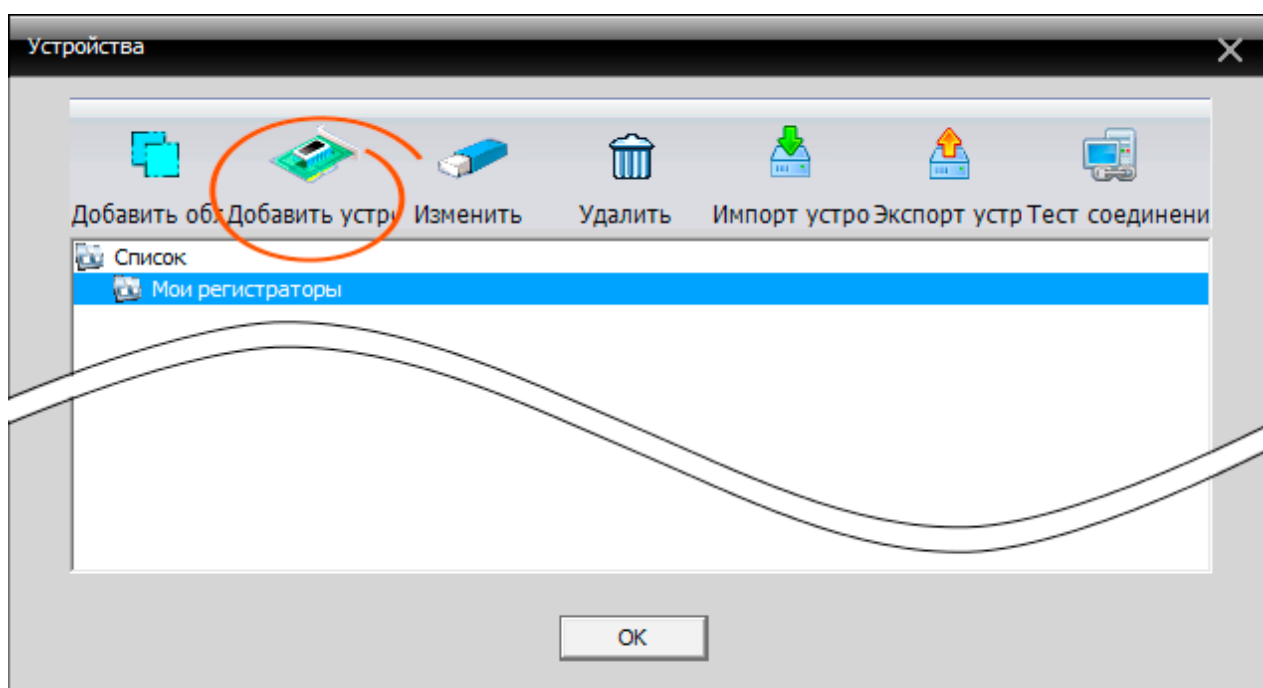 Устройства
Добавить об Добавить устр Изменить Удалить Импорт устро Экспорт устр Тест соединени
Список
Мои регистраторы
OK